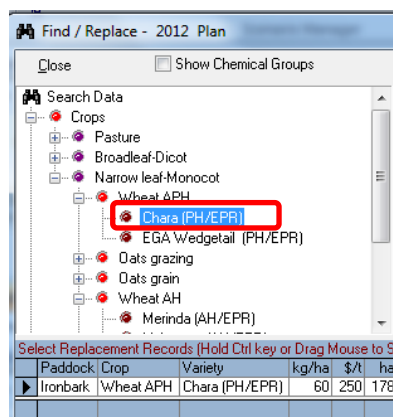 Find / Replace - 2012 Plan
Close Show Chemical Groups
Search Data
Crops
Pasture
Broadleaf-Dicot
Narrow leaf-Monocot
Wheat APH
Chara (PH/EPR)
EGA Wedgetail (PH/EPR)
Oats grazing
Oats grain
Wheat AH
Merinda (AH/EPR)
Select Replacement Records (Hold Ctrl key or Drag Mouse to S
Paddock Crop Variety kg/ha $/t ha
Ironbark Wheat APH Chara (PH/EPR) 60 250 178